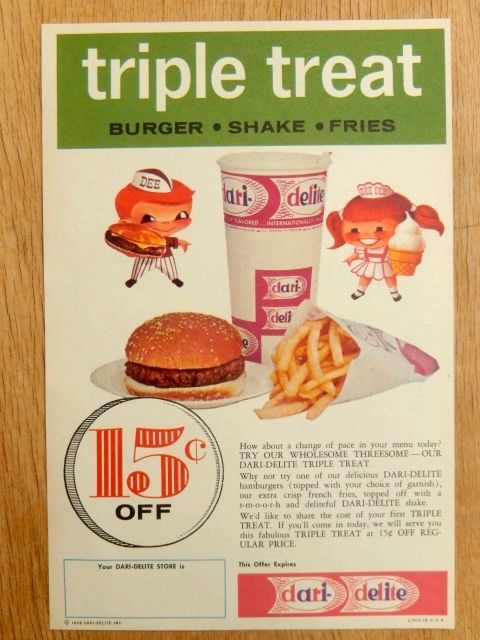 triple treat
BURGER • SHAKE • FRIES
DEE
DEE DEE
dari- delite
FLAVORED INTERNATIONALLY
dari-
deli
15¢
OFF
How about a change of pace in your menu today?
TRY OUR WHOLESOME THREESOME — OUR
DARI-DELITE TRIPLE TREAT.
Why not try one of our delicious DARI-DELITE
hamburgers (topped with your choice of garnish),
our extra crisp french fries, topped off with a
s-m-o-o-t-h and deliteful DARI-DELITE shake.
We'd like to share the cost of your first TRIPLE
TREAT. If you'll come in today, we will serve you
this fabulous TRIPLE TREAT at 15¢ OFF REG-
ULAR PRICE.
Your DARI-DELITE STORE is
This Offer Expires
dari- delite
DARI-DELITE INC.
LITHO IN U.S.A.